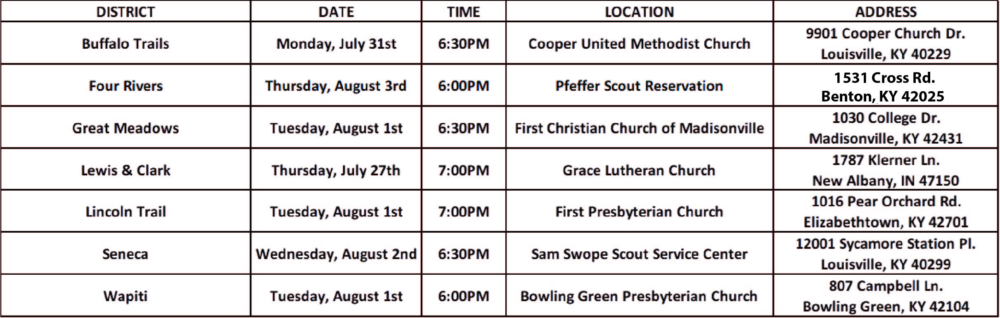 DISTRICT DATE TIME LOCATION ADDRESS
Buffalo Trails Monday, July 31st 6:30PM Cooper United Methodist Church 9901 Cooper Church Dr.
Louisville, KY 40229
Four Rivers Thursday, August 3rd 6:00PM Pfeffer Scout Reservation 1531 Cross Rd.
Benton, KY 42025
Great Meadows Tuesday, August 1st 6:30PM First Christian Church of Madisonville 1030 College Dr.
Madisonville, KY 42431
Lewis & Clark Thursday, July 27th 7:00PM Grace Lutheran Church 1787 Klerner Ln.
New Albany, IN 47150
Lincoln Trail Tuesday, August 1st 7:00PM First Presbyterian Church 1016 Pear Orchard Rd.
Elizabethtown, KY 42701
Seneca Wednesday, August 2nd 6:30PM Sam Swope Scout Service Center 12001 Sycamore Station Pl.
Louisville, KY 40299
Wapiti Tuesday, August 1st 6:00PM Bowling Green Presbyterian Church 807 Campbell Ln.
Bowling Green, KY 42104